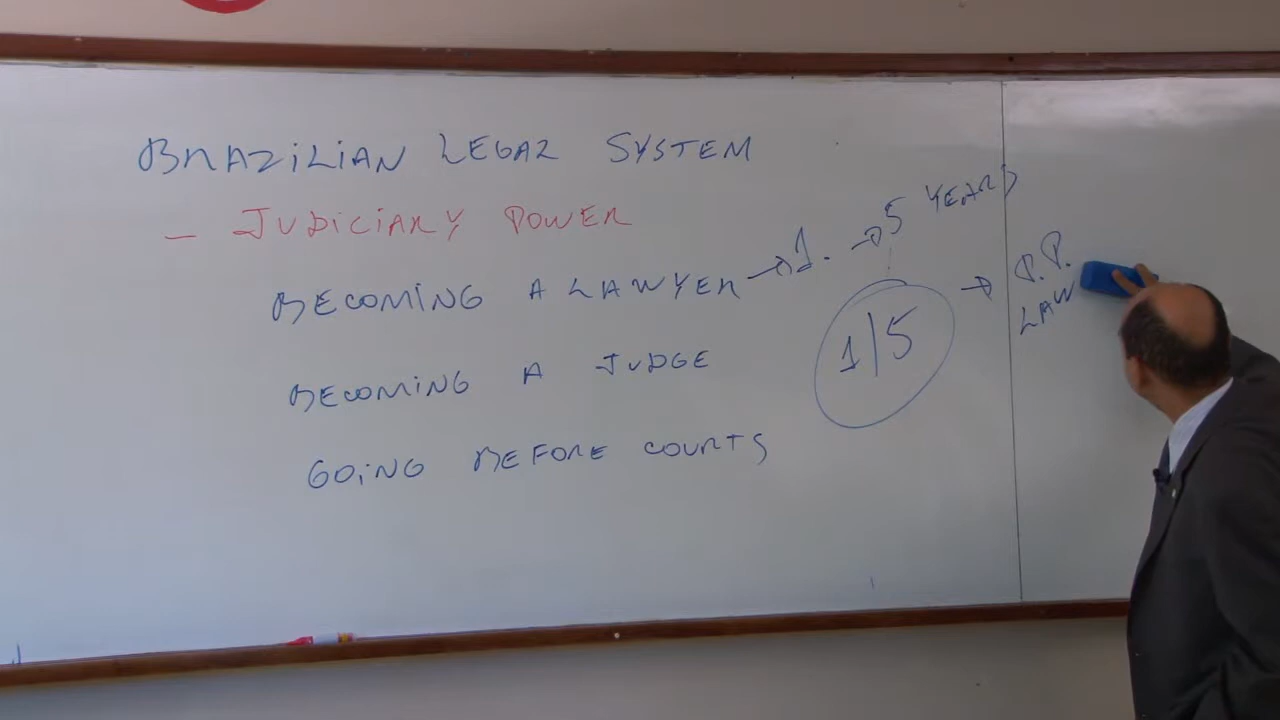 BRAZILIAN LEGAL SYSTEM
- JUDICIARY POWER
BECOMING A LAWYER → 1. → 5 YEARS
BECOMING A JUDGE
1/5 → P.P.
LAW
GOING BEFORE COURTS